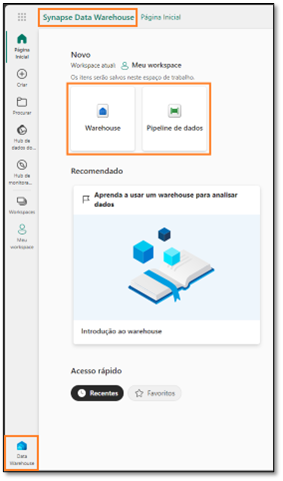 Synapse Data Warehouse Página Inicial
Página
Inicial
Criar
Procurar
Hub de
dados do...
Hub de
monitora...
Workspaces
Meu
workspace
Novo
Workspace atual: Meu workspace
Os itens serão salvos neste espaço de trabalho.
Warehouse
Pipeline de dados
Recomendado
Aprenda a usar um warehouse para analisar
dados
Introdução ao warehouse
Acesso rápido
Recentes
Favoritos
Data
Warehouse